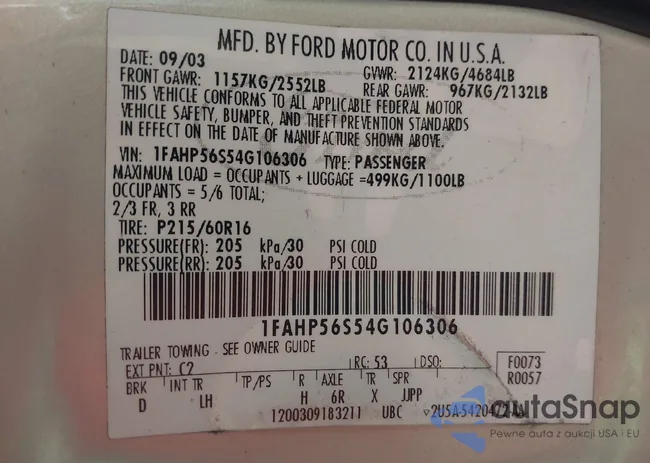 MFD. BY FORD MOTOR CO. IN U.S.A.
DATE: 09/03 GVWR: 2124KG/4684LB
FRONT GAWR: 1157KG/2552LB REAR GAWR: 967KG/2132LB
THIS VEHICLE CONFORMS TO ALL APPLICABLE FEDERAL MOTOR
VEHICLE SAFETY, BUMPER, AND THEFT PREVENTION STANDARDS
IN EFFECT ON THE DATE OF MANUFACTURE SHOWN ABOVE.
VIN: 1FAHP56S54G106306 TYPE: PASSENGER
MAXIMUM LOAD = OCCUPANTS + LUGGAGE =499KG/1100LB
OCCUPANTS = 5/6 TOTAL;
2/3 FR, 3 RR
TIRE: P215/60R16
PRESSURE(FR): 205 kPa/30 PSI COLD
PRESSURE(RR): 205 kPa/30 PSI COLD
1FAHP56S54G106306
TRAILER TOWING - SEE OWNER GUIDE
EXT PNT: C2 RC: 53 DSO: F0073
BRK INT TR TP/PS R AXLE TR SPR R0057
D LH H 6R X JJPP
1200309183211 UBC
autaSnap
Pewne auta z aukcji USA i EU